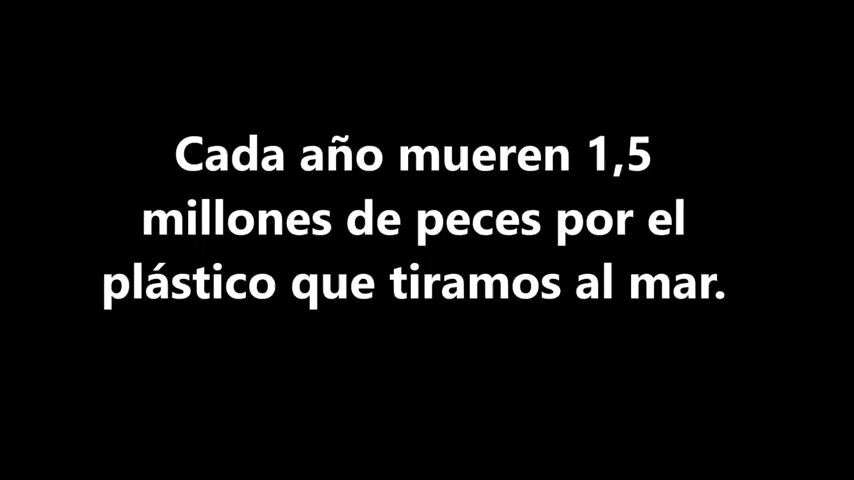 Cada año mueren 1,5
millones de peces por el
plástico que tiramos al mar.